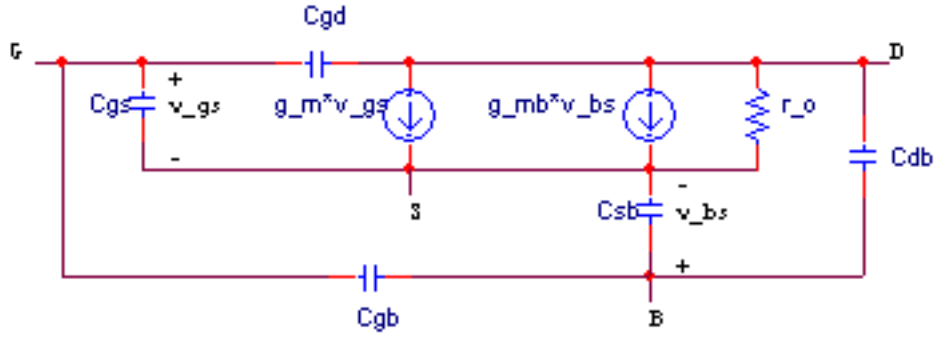 Cgd
G
D
+
Cgs
v_gs
g_m*v_gs
g_mb*v_bs
r_o
-
Cdb
-
S
Csb
v_bs
+
Cgb
B